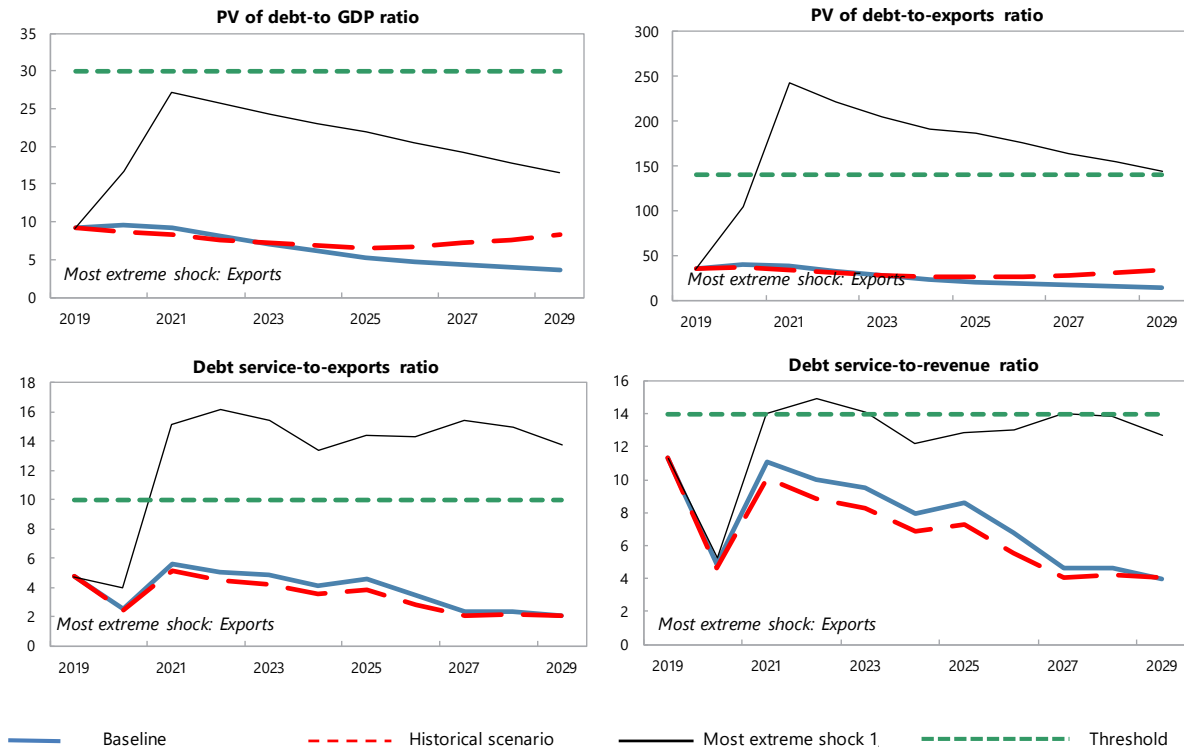 PV of debt-to GDP ratio
35
30
25
20
15
10
5
0
Most extreme shock: Exports
2019 2021 2023 2025 2027 2029
PV of debt-to-exports ratio
300
250
200
150
100
50
0
Most extreme shock: Exports
2019 2021 2023 2025 2027 2029
Debt service-to-exports ratio
18
16
14
12
10
8
6
4
2
0
Most extreme shock: Exports
2019 2021 2023 2025 2027 2029
Debt service-to-revenue ratio
16
14
12
10
8
6
4
2
0
Most extreme shock: Exports
2019 2021 2023 2025 2027 2029
Baseline Historical scenario Most extreme shock 1 Threshold